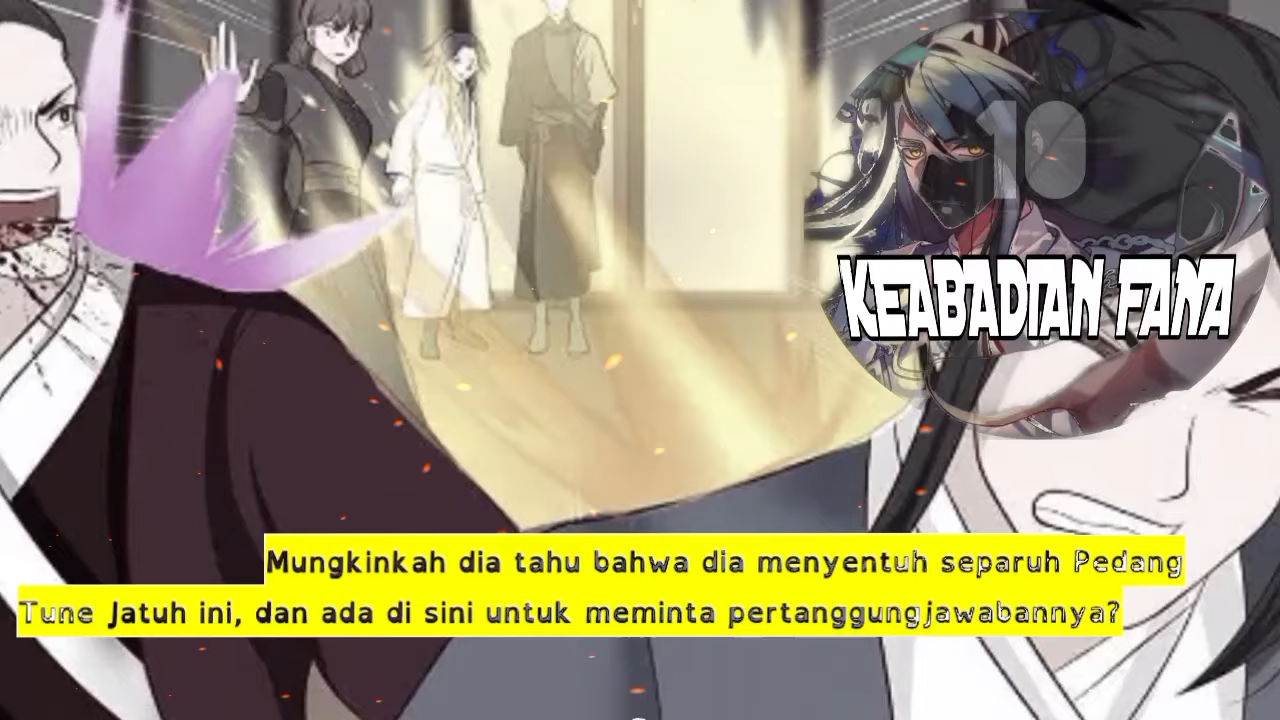 10
KEABADIAN FANA
Mungkinkah dia tahu bahwa dia menyentuh separuh Pedang
Tune Jatuh ini, dan ada di sini untuk meminta pertanggungjawabannya?